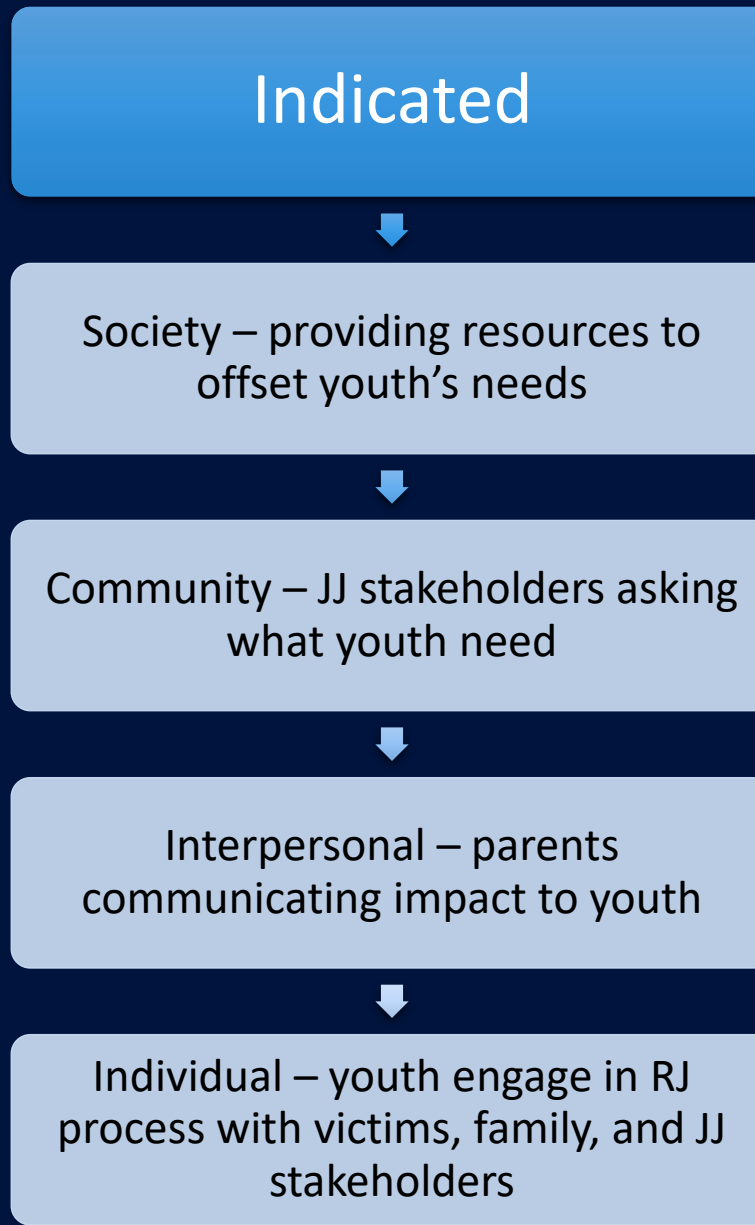 Indicated
Society – providing resources to
offset youth’s needs
Community – JJ stakeholders asking
what youth need
Interpersonal – parents
communicating impact to youth
Individual – youth engage in RJ
process with victims, family, and JJ
stakeholders